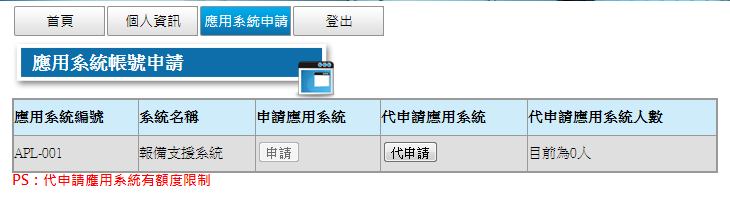 首頁 個人資訊 應用系統申請 登出
應用系統帳號申請
應用系統編號 系統名稱 申請應用系統 代申請應用系統 代申請應用系統人數
APL-001 報備支援系統 申請 代申請 目前為0人
PS：代申請應用系統有額度限制